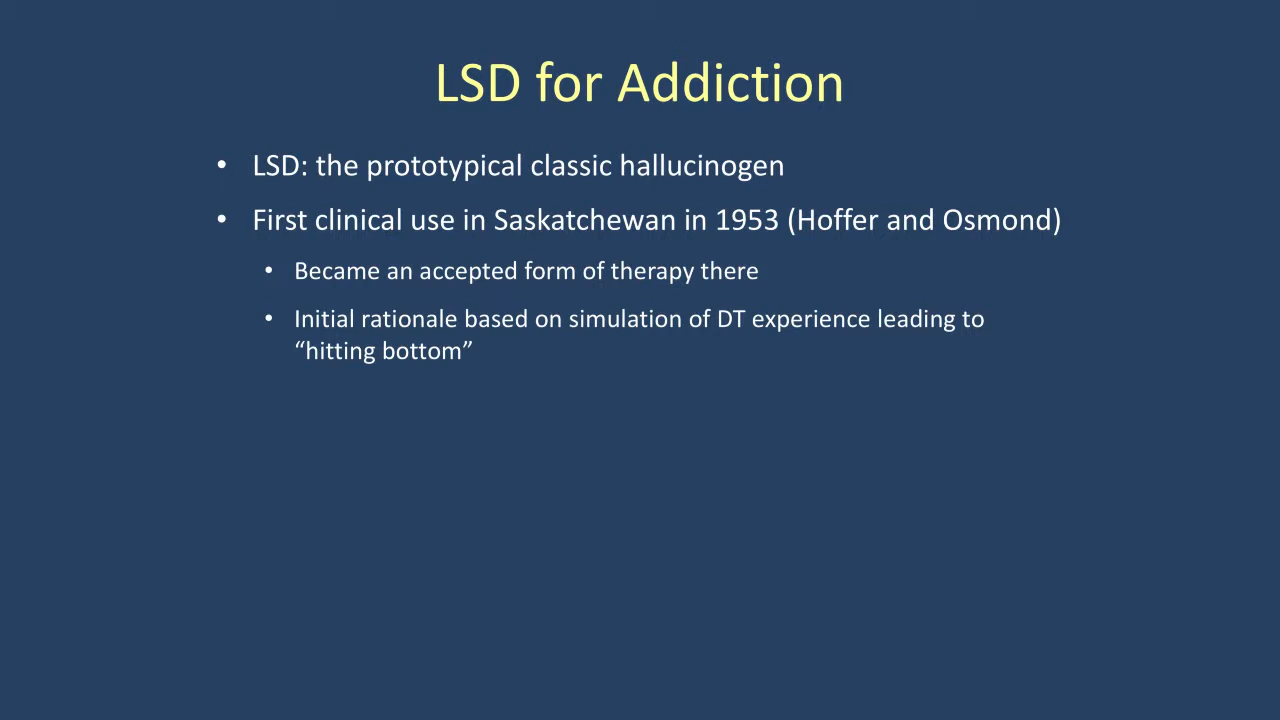 LSD for Addiction
• LSD: the prototypical classic hallucinogen
• First clinical use in Saskatchewan in 1953 (Hoffer and Osmond)
• Became an accepted form of therapy there
• Initial rationale based on simulation of DT experience leading to
“hitting bottom”